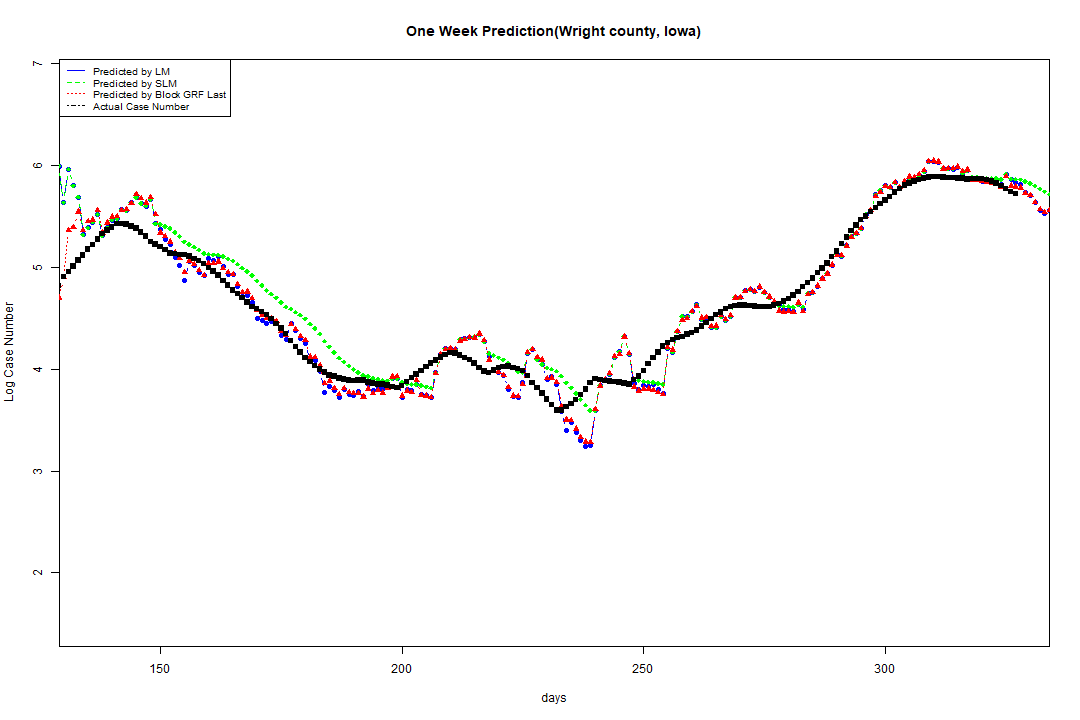 One Week Prediction(Wright county, Iowa)
Predicted by LM
Predicted by SLM
Predicted by Block GRF Last
Actual Case Number
7
6
5
4
3
2
Log Case Number
150 200 250 300
days